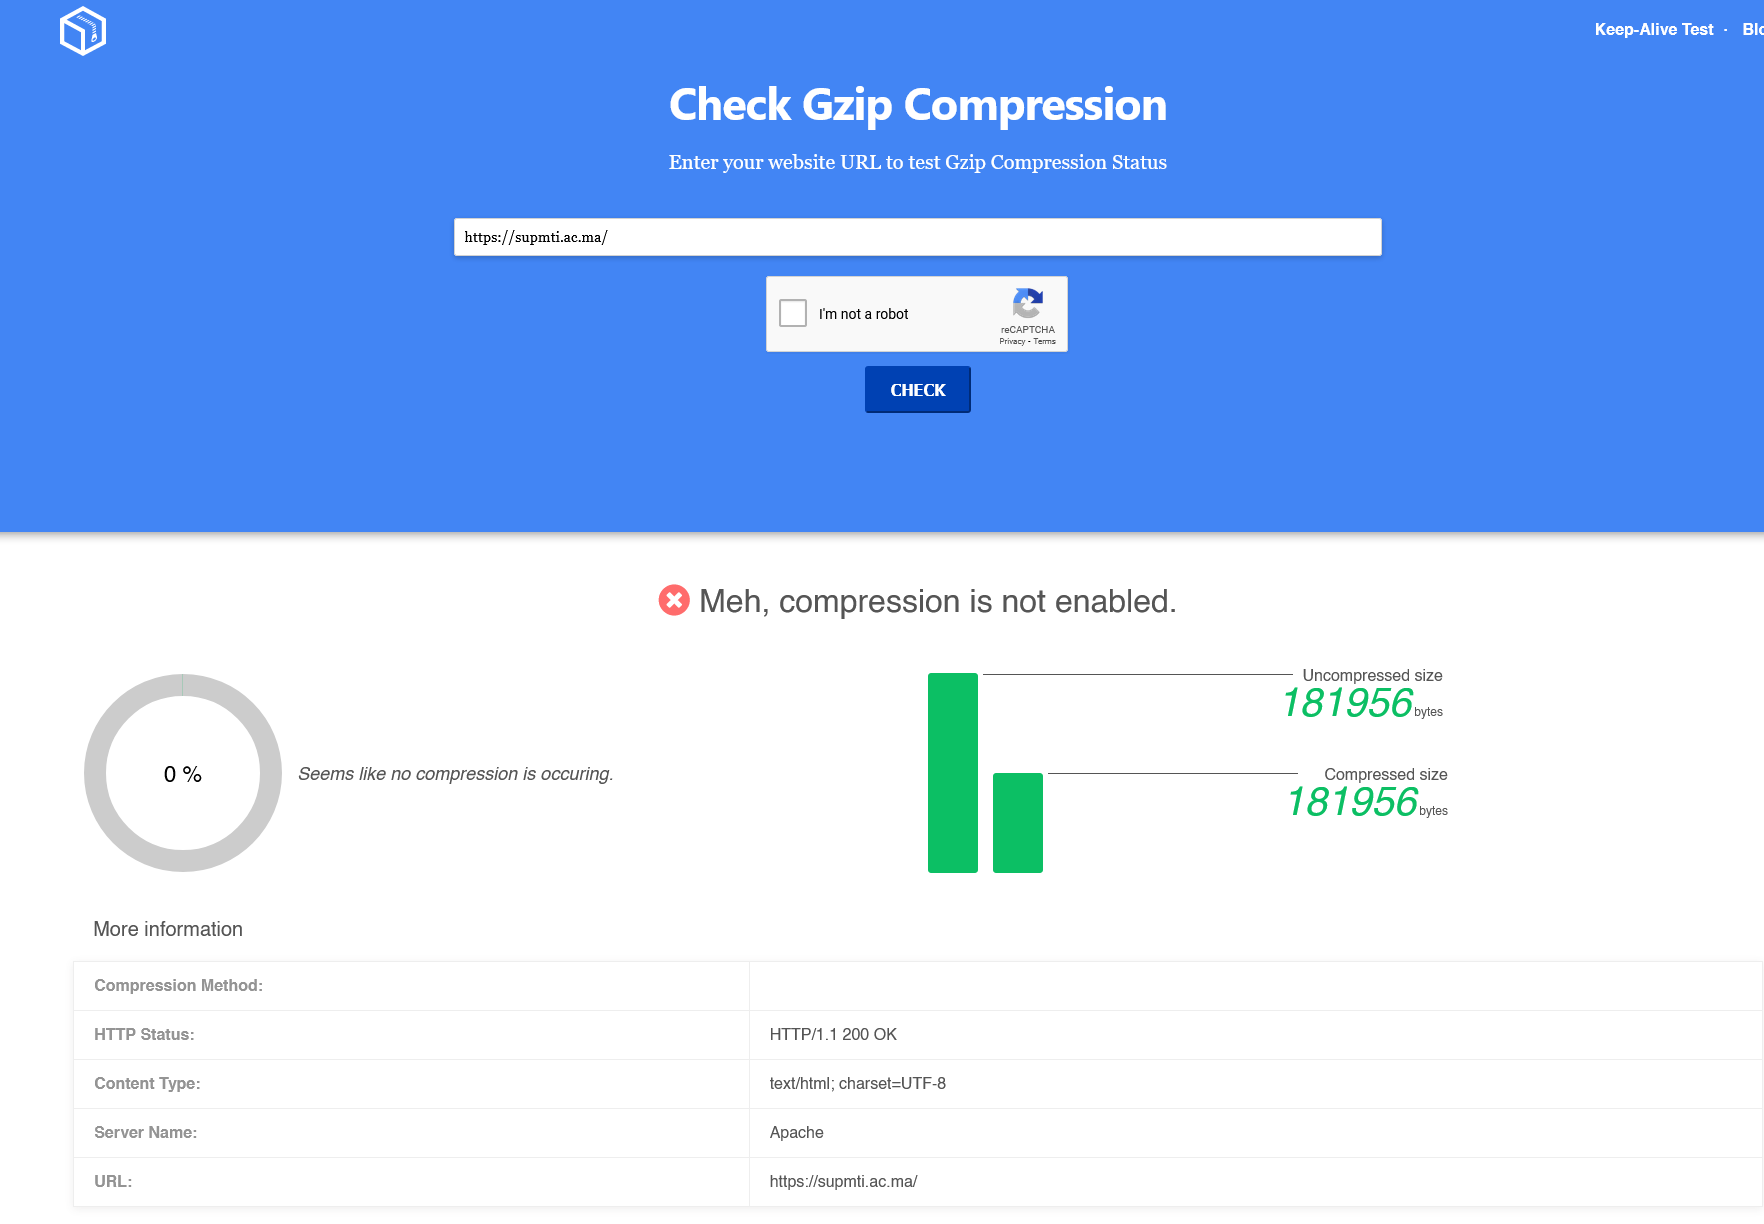 Keep-Alive Test ·
Check Gzip Compression
Enter your website URL to test Gzip Compression Status
https://supmti.ac.ma/
I'm not a robot
reCAPTCHA
Privacy - Terms
CHECK
Meh, compression is not enabled.
0 %
Seems like no compression is occuring.
Uncompressed size
181956 bytes
Compressed size
181956 bytes
More information
Compression Method:
HTTP Status: HTTP/1.1 200 OK
Content Type: text/html; charset=UTF-8
Server Name: Apache
URL: https://supmti.ac.ma/